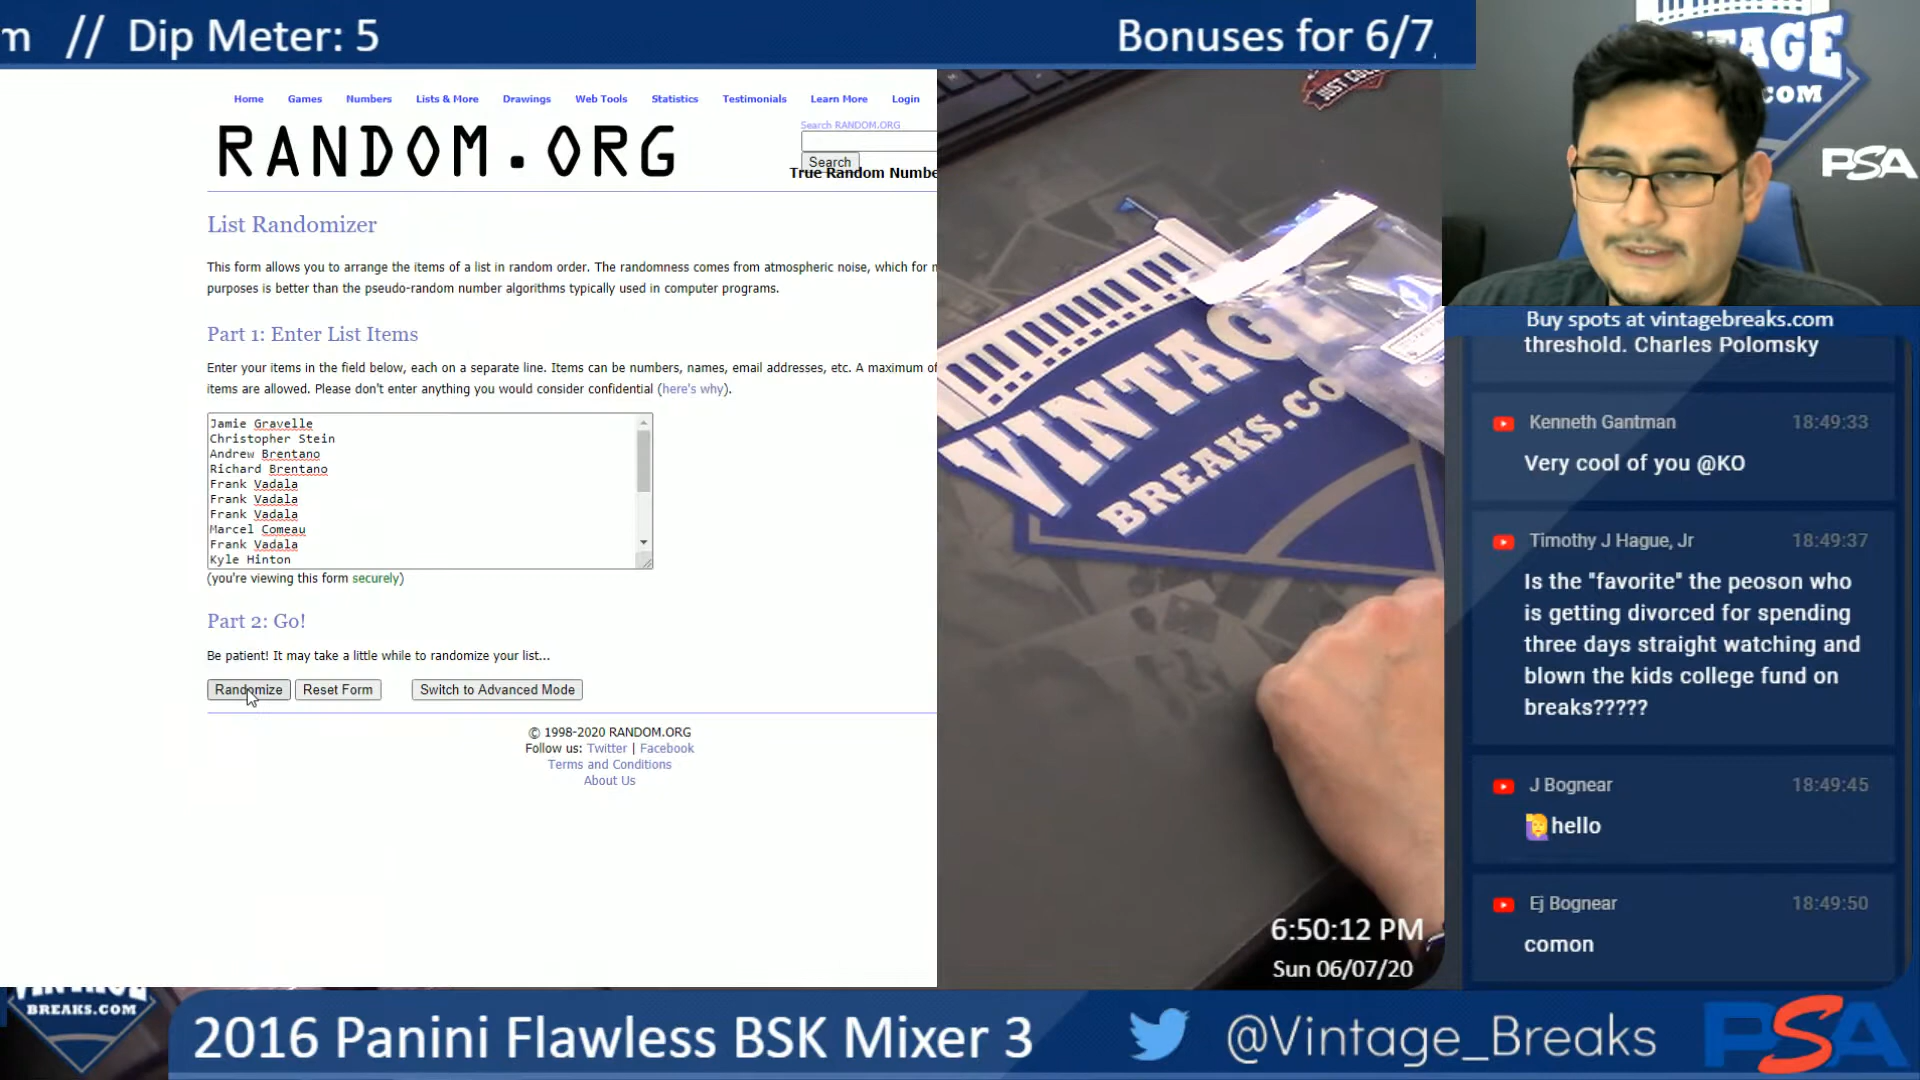 m // Dip Meter: 5
Bonuses for 6/7,
Home Games Numbers Lists & More Drawings Web Tools Statistics Testimonials Learn More Login
Search RANDOM.ORG
RANDOM.ORG
Search
True Random Numbe
List Randomizer
This form allows you to arrange the items of a list in random order. The randomness comes from atmospheric noise, which for m
purposes is better than the pseudo-random number algorithms typically used in computer programs.
Part 1: Enter List Items
Enter your items in the field below, each on a separate line. Items can be numbers, names, email addresses, etc. A maximum of
items are allowed. Please don't enter anything you would consider confidential (here's why).
Jamie Gravelle
Christopher Stein
Andrew Brentano
Richard Brentano
Frank Vadala
Frank Vadala
Frank Vadala
Marcel Comeau
Frank Vadala
Kyle Hinton
(you're viewing this form securely)
Part 2: Go!
Be patient! It may take a little while to randomize your list...
Randomize Reset Form Switch to Advanced Mode
© 1998-2020 RANDOM.ORG
Follow us: Twitter | Facebook
Terms and Conditions
About Us
JUST
VINTAGE
BREAKS.CO
6:50:12 PM
Sun 06/07/20
TAGE
.COM
PSA
Buy spots at vintagebreaks.com
threshold. Charles Polomsky
Kenneth Gantman 18:49:33
Very cool of you @KO
Timothy J Hague, Jr 18:49:37
Is the "favorite" the peoson who
is getting divorced for spending
three days straight watching and
blown the kids college fund on
breaks?????
J Bognear 18:49:45
hello
Ej Bognear 18:49:50
comon
VINTAGE
BREAKS.COM
2016 Panini Flawless BSK Mixer 3
@Vintage_Breaks
PSA